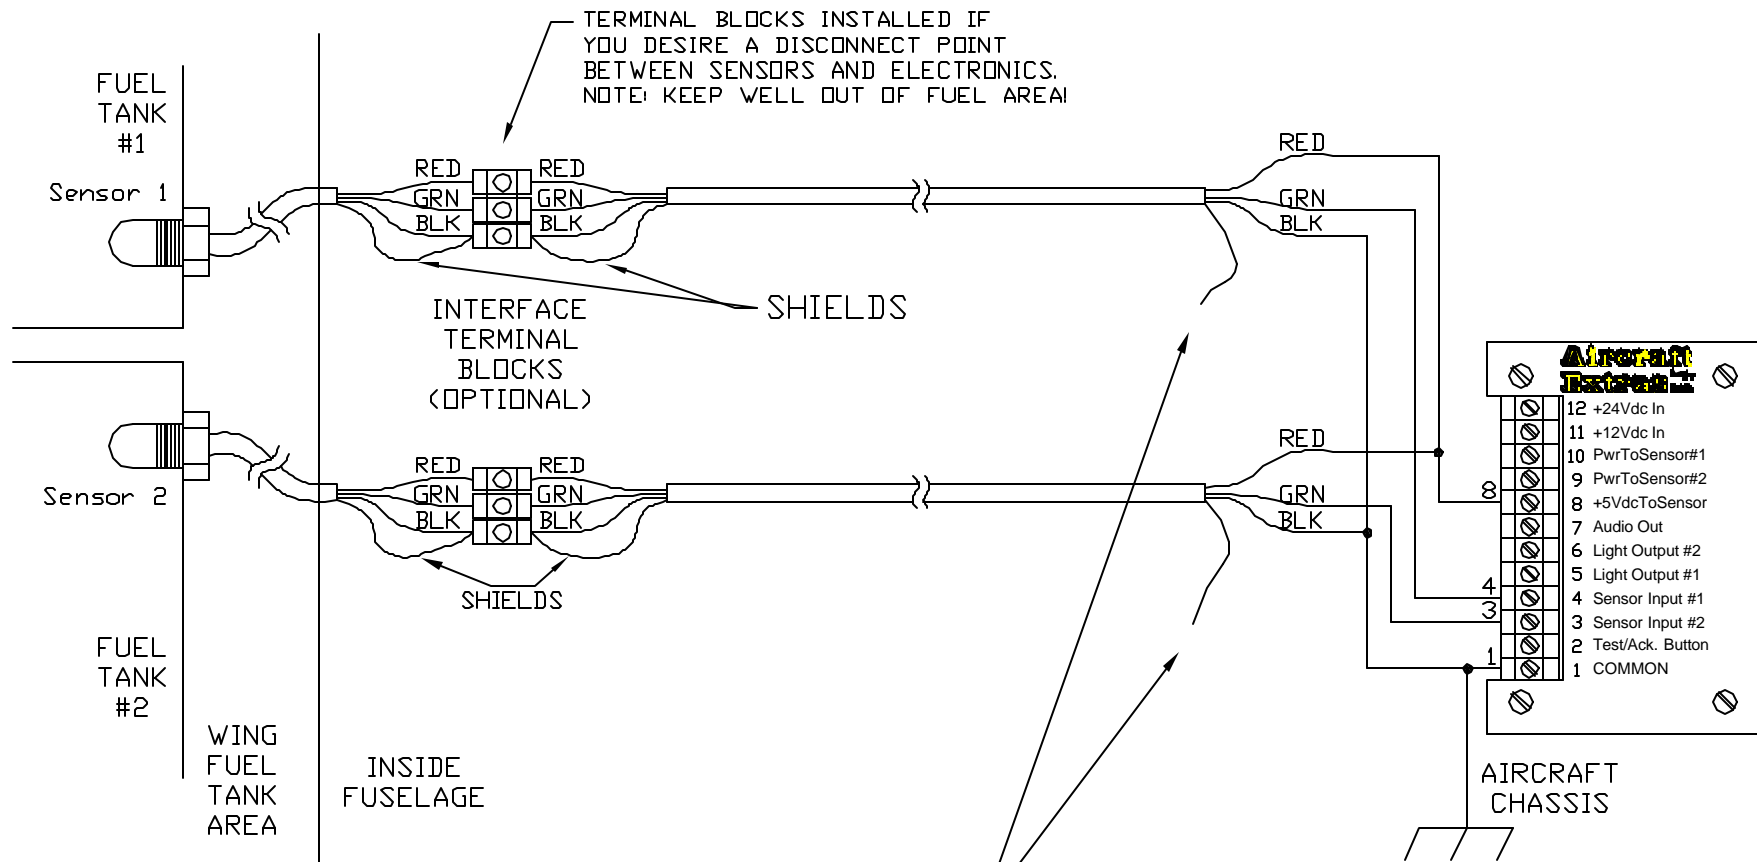 TERMINAL BLOCKS INSTALLED IF
YOU DESIRE A DISCONNECT POINT
BETWEEN SENSORS AND ELECTRONICS.
NOTE: KEEP WELL OUT OF FUEL AREA!
FUEL
TANK
#1
Sensor 1
RED
RED
GRN
GRN
BLK
BLK
RED
GRN
BLK
SHIELDS
INTERFACE
TERMINAL
BLOCKS
(OPTIONAL)
Sensor 2
RED
RED
GRN
GRN
BLK
BLK
RED
GRN
BLK
SHIELDS
FUEL
TANK
#2
WING
FUEL
TANK
AREA
INSIDE
FUSELAGE
8
4
3
1
Aircraft
12 +24Vdc In
11 +12Vdc In
10 PwrToSensor#1
9 PwrToSensor#2
8 +5VdcToSensor
7 Audio Out
6 Light Output #2
5 Light Output #1
4 Sensor Input #1
3 Sensor Input #2
2 Test/Ack. Button
1 COMMON
AIRCRAFT
CHASSIS